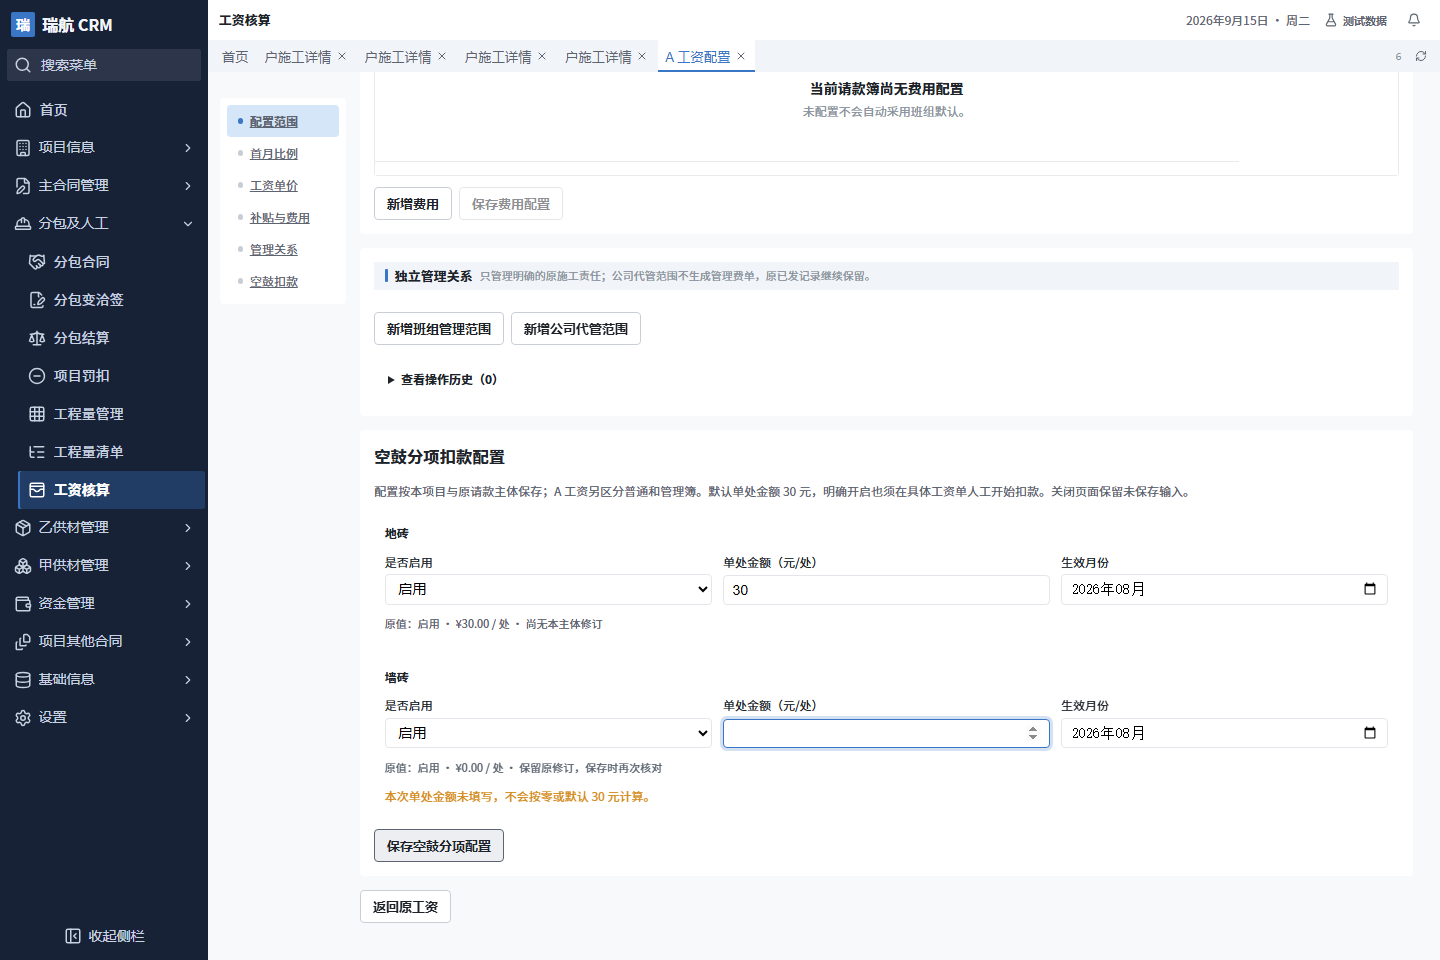 瑞 瑞航 CRM
搜索菜单
首页
项目信息
主合同管理
分包及人工
分包合同
分包变洽签
分包结算
项目罚扣
工程量管理
工程量清单
工资核算
乙供材管理
甲供材管理
资金管理
项目其他合同
基础信息
设置
收起侧栏
工资核算
2026年9月15日 · 周二 测试数据
首页 户施工详情 × 户施工详情 × 户施工详情 × 户施工详情 × A 工资配置 × 6
配置范围
首月比例
工资单价
补贴与费用
管理关系
空鼓扣款
当前请款簿尚无费用配置
未配置不会自动采用班组默认。
新增费用 保存费用配置
独立管理关系 只管理明确的原施工责任；公司代管范围不生成管理费单，原已发记录继续保留。
新增班组管理范围 新增公司代管范围
查看操作历史（0）
空鼓分项扣款配置
配置按本项目与原请款主体保存；A 工资另区分普通和管理簿。默认单处金额 30 元，明确开启也须在具体工资单人工开始扣款。关闭页面保留未保存输入。
地砖
是否启用 单处金额（元/处） 生效月份
启用 30 2026年08月
原值：启用 · ¥30.00 / 处 · 尚无本主体修订
墙砖
是否启用 单处金额（元/处） 生效月份
启用 2026年08月
原值：启用 · ¥0.00 / 处 · 保留原修订，保存时再次核对
本次单处金额未填写，不会按零或默认 30 元计算。
保存空鼓分项配置
返回原工资